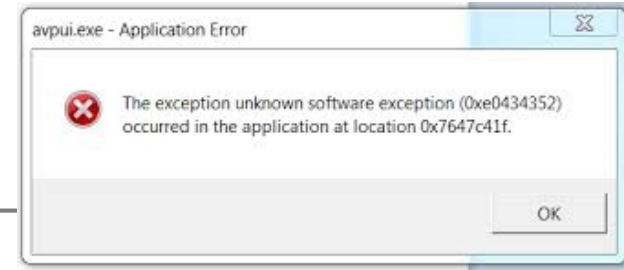 avpui.exe - Application Error
The exception unknown software exception (0xe0434352)
occurred in the application at location 0x7647c41f.
OK